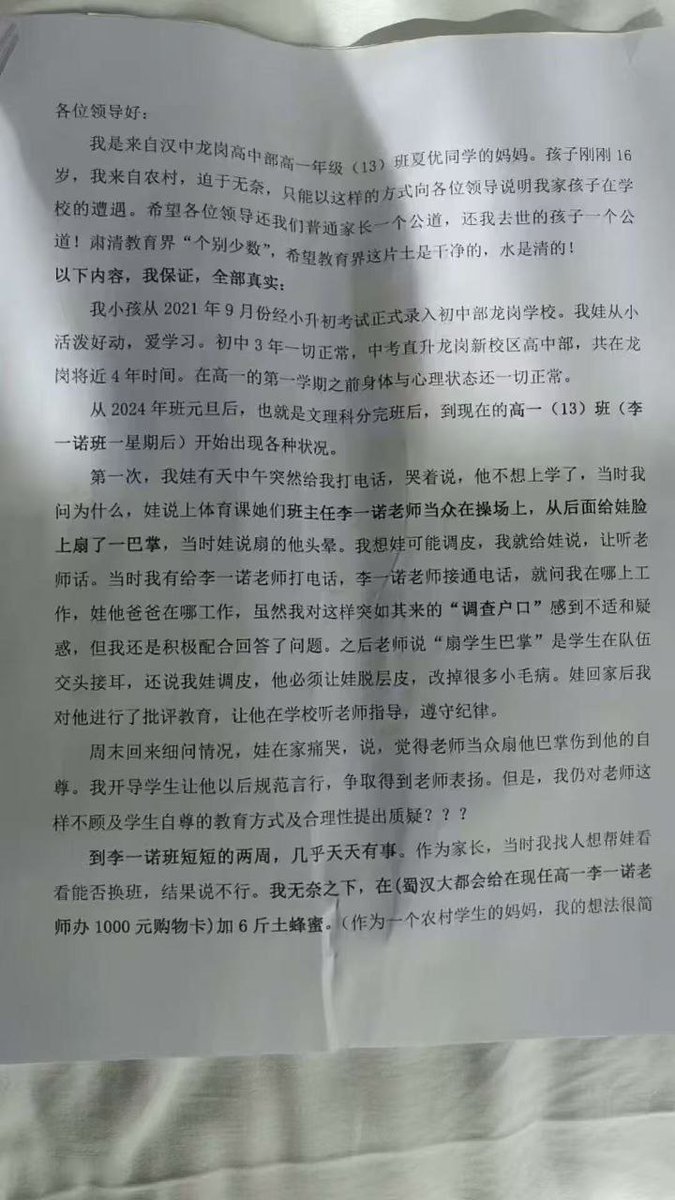 各位领导好：
我是来自汉中龙岗高中部高一年级（13）班夏优同学的妈妈。孩子刚刚 16
岁，我来自农村，迫于无奈，只能以这样的方式向各位领导说明我家孩子在学
校的遭遇。希望各位领导还我们普通家长一个公道，还我去世的孩子一个公
道！肃清教育界“个别少数”，希望教育界这片土是干净的，水是清的！
以下内容，我保证，全部真实：
我小孩从 2021 年 9 月份经小升初考试正式录入初中部龙岗学校。我娃从小
活泼好动，爱学习。初中 3 年一切正常，中考直升龙岗新校区高中部，共在龙
岗将近 4 年时间。在高一的第一学期之前身体与心理状态还一切正常。
从 2024 年班元旦后，也就是文理科分完班后，到现在的高一（13）班（李
一诺班一星期后）开始出现各种状况。
第一次，我娃有天中午突然给我打电话，哭着说，他不想上学了，当时我
问为什么，娃说上体育课她们班主任李一诺老师当众在操场上，从后面给娃脸
上扇了一巴掌，当时娃说扇的他头晕。我想娃可能调皮，我就给娃说，让听老
师话。当时我有给李一诺老师打电话，李一诺老师接通电话，就问我在哪上工
作，娃他爸爸在哪工作，虽然我对这样突如其来的“调查户口”感到不适和疑
惑，但我还是积极配合回答了问题。之后老师说“扇学生巴掌”是学生在队伍
交头接耳，还说我娃调皮，他必须让娃脱层皮，改掉很多小毛病。娃回家后我
对他进行了批评教育，让他在学校听老师指导，遵守纪律。
周末回来细问情况，娃在家痛哭，说，觉得老师当众扇他巴掌伤到他的自
尊。我开导学生让他以后规范言行，争取得到老师表扬。但是，我仍对老师这
样不顾及学生自尊的教育方式及合理性提出质疑？？？
到李一诺班短短的两周，几乎天天有事。作为家长，当时我找人想帮娃看
看能否换班，结果说不行。我无奈之下，在(蜀汉大都会给在现任高一李一诺老
师办 1000 元购物卡)加 6 斤土蜂蜜。（作为一个农村学生的妈妈，我的想法很简